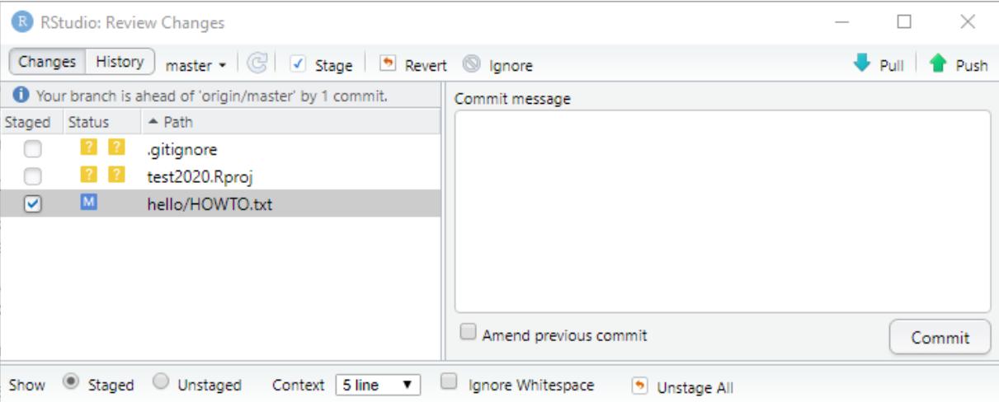 R RStudio: Review Changes
Changes History master Stage Revert Ignore Pull Push
Your branch is ahead of 'origin/master' by 1 commit.
Commit message
Staged Status Path
? ? .gitignore
? ? test2020.Rproj
M hello/HOWTO.txt
Amend previous commit Commit
Show Staged Unstaged Context 5 line Ignore Whitespace Unstage All